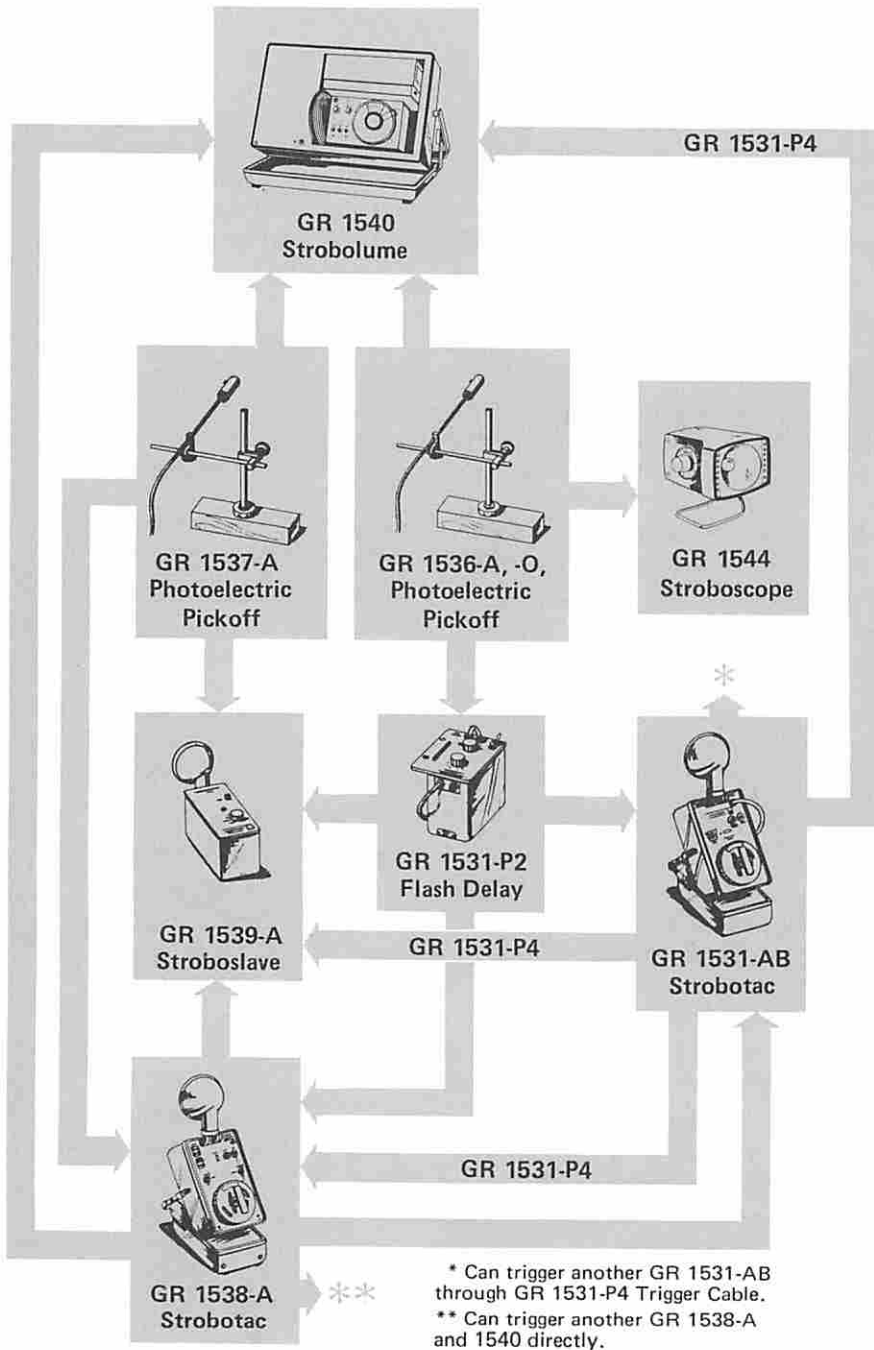 GR 1531-P4
GR 1540
Strobolume
GR 1537-A
Photoelectric
Pickoff
GR 1536-A, -O,
Photoelectric
Pickoff
GR 1544
Stroboscope
*
GR 1539-A
Stroboslave
GR 1531-P2
Flash Delay
GR 1531-P4
GR 1531-AB
Strobotac
GR 1531-P4
GR 1538-A
Strobotac
**
* Can trigger another GR 1531-AB
through GR 1531-P4 Trigger Cable.
** Can trigger another GR 1538-A
and 1540 directly.